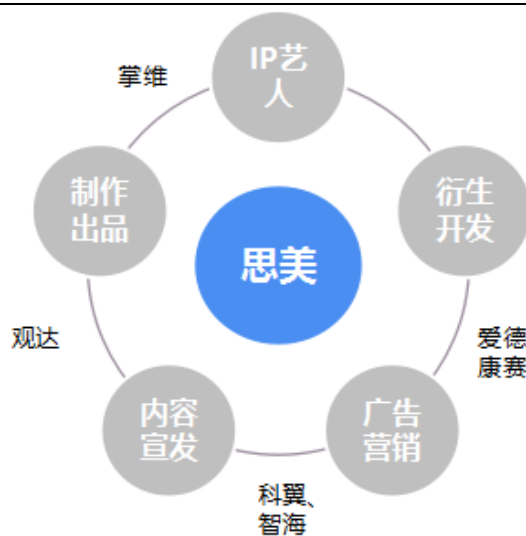 IP艺
人
掌维
制作
出品
衍生
开发
思美
观达
爱德
康赛
内容
宣发
广告
营销
科翼、
智海